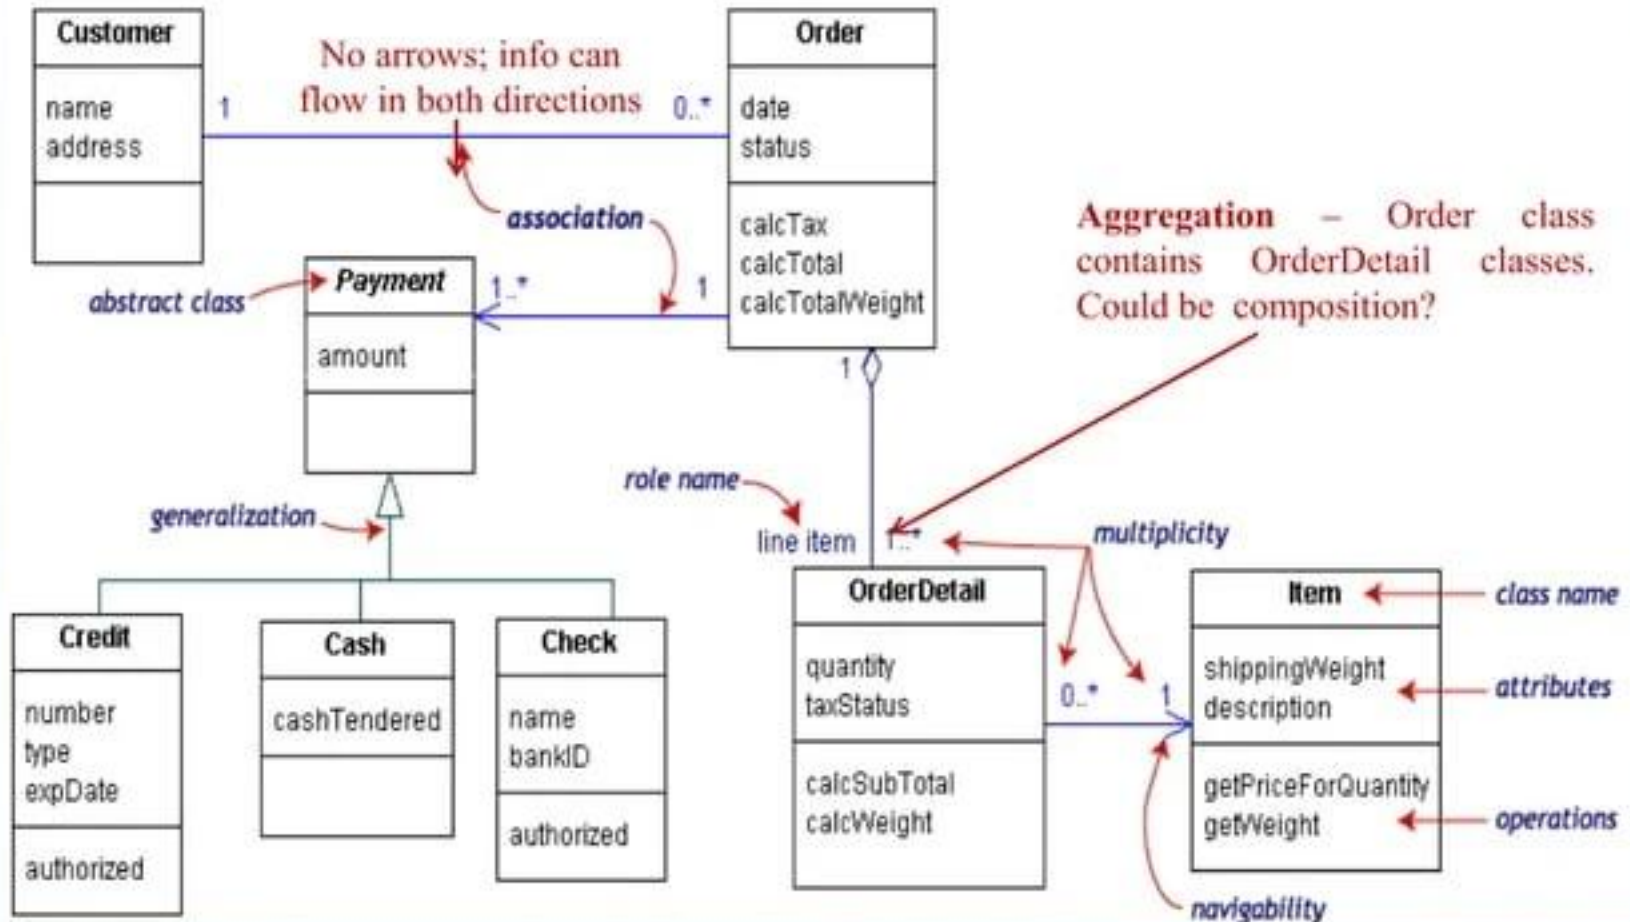 Customer
name
address
1
No arrows; info can
flow in both directions
0..*
Order
date
status
calcTax
calcTotal
calcTotalWeight
association
abstract class
Payment
amount
1..*
1
Aggregation – Order class
contains OrderDetail classes.
Could be composition?
1
role name
line item
1..*
multiplicity
generalization
Credit
number
type
expDate
authorized
Cash
cashTendered
Check
name
bankID
authorized
OrderDetail
quantity
taxStatus
calcSubTotal
calcWeight
0..*
1
Item
shippingWeight
description
getPriceForQuantity
getWeight
class name
attributes
operations
navigability